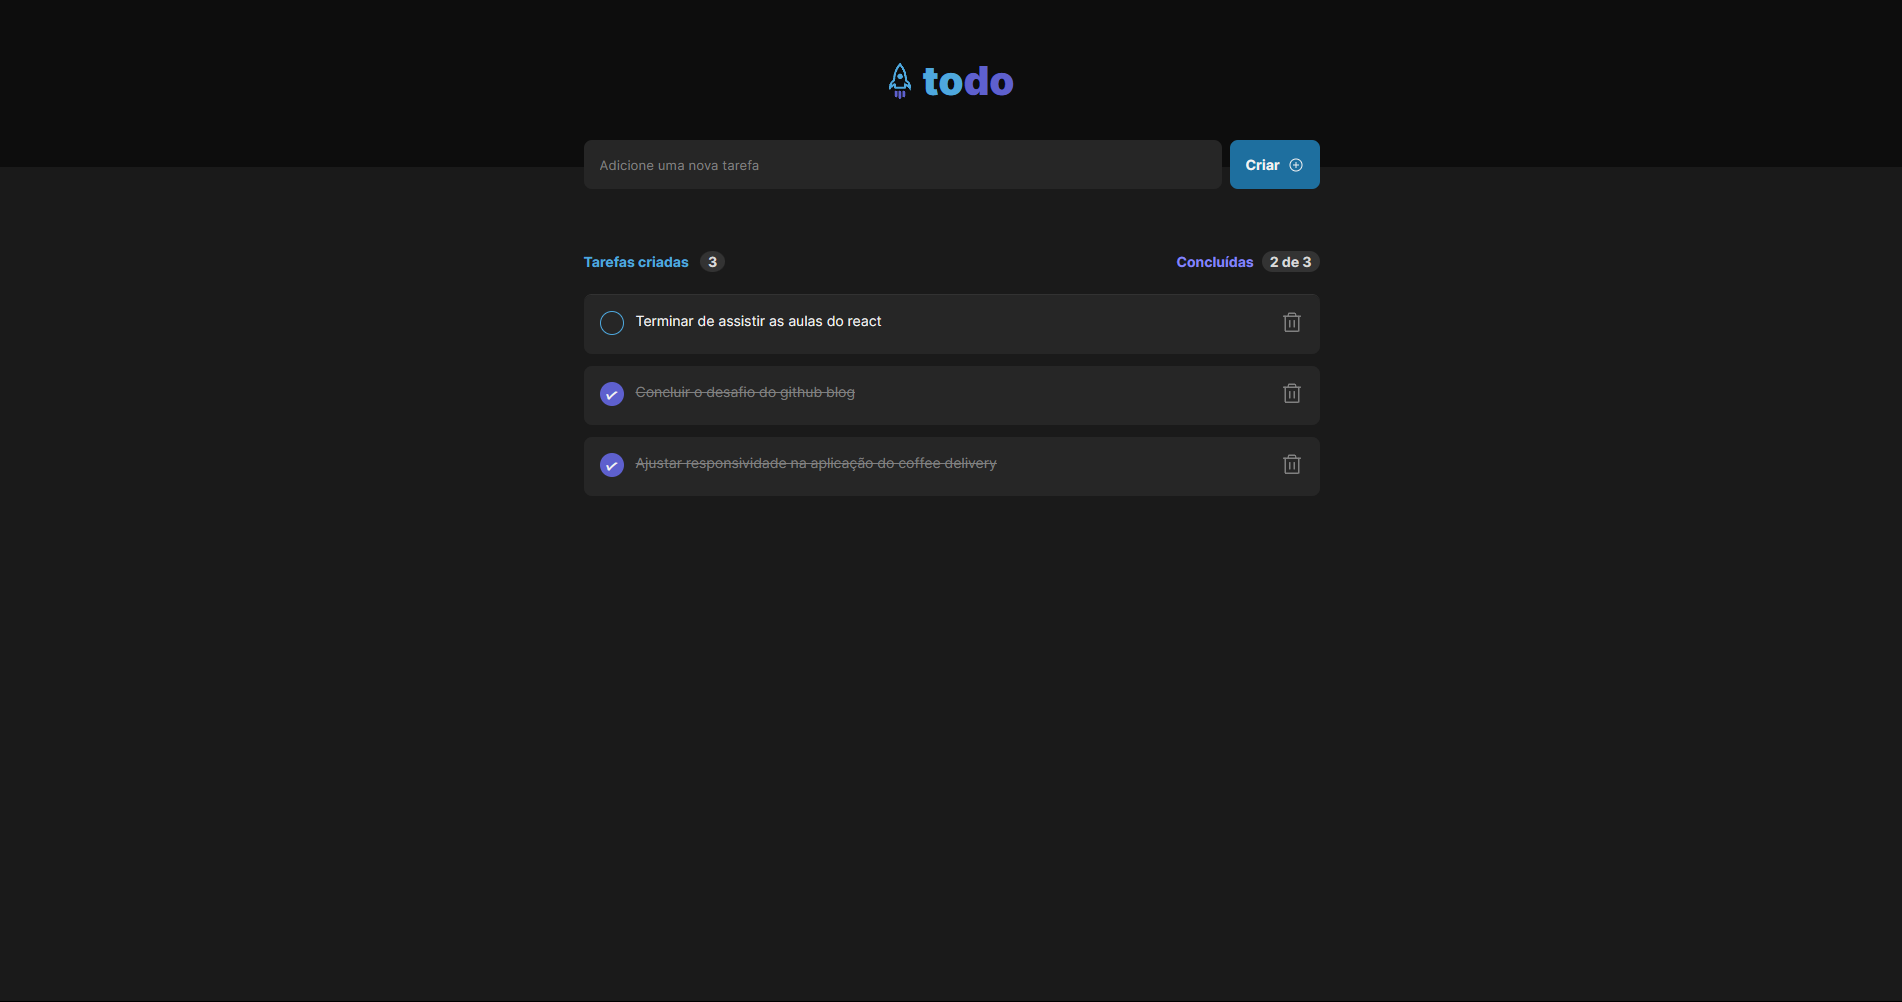 todo
Adicione uma nova tarefa
Criar
Tarefas criadas 3
Concluídas 2 de 3
Terminar de assistir as aulas do react
Concluir o desafio do github blog
Ajustar responsividade na aplicação do coffee delivery